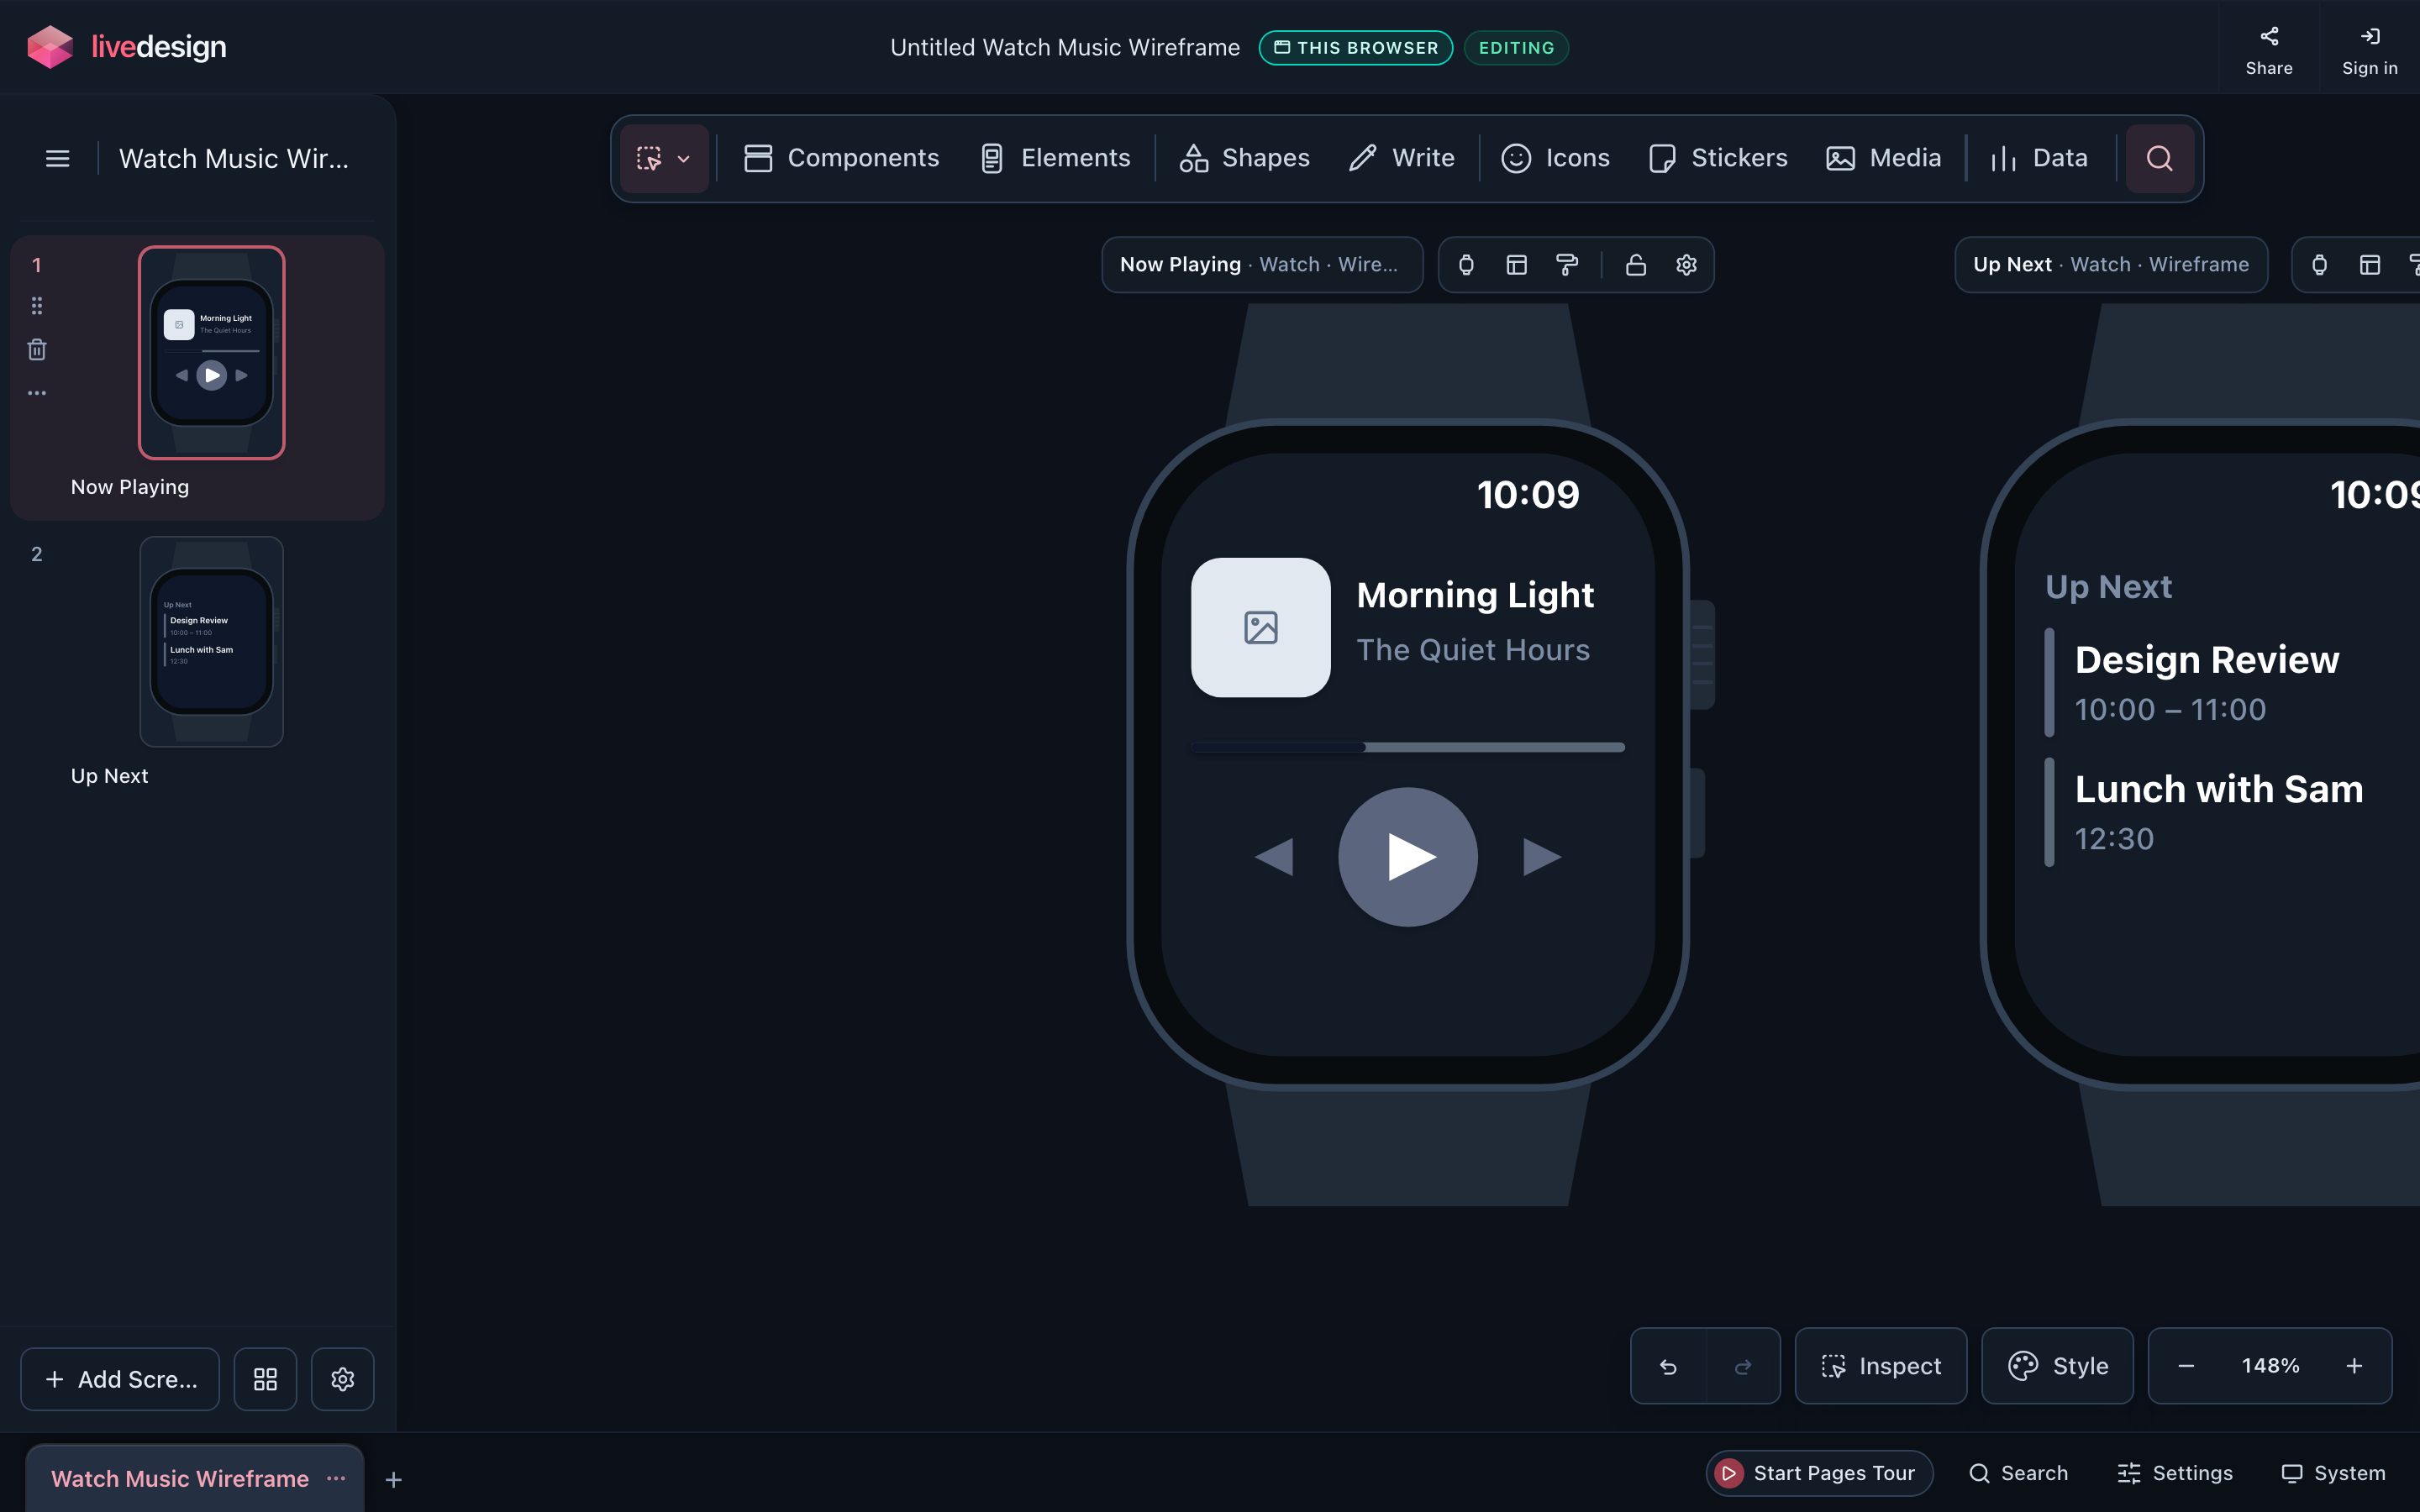 livedesign
Untitled Watch Music Wireframe
THIS BROWSER
EDITING
Share
Sign in
Watch Music Wir...
Components
Elements
Shapes
Write
Icons
Stickers
Media
Data
1
Morning Light
The Quiet Hours
Now Playing
2
Up Next
Design Review
10:00 – 11:00
Lunch with Sam
12:30
Up Next
Now Playing · Watch · Wire...
10:09
Morning Light
The Quiet Hours
Up Next · Watch · Wireframe
10:09
Up Next
Design Review
10:00 – 11:00
Lunch with Sam
12:30
Add Scre...
Inspect
Style
148%
Watch Music Wireframe
Start Pages Tour
Search
Settings
System